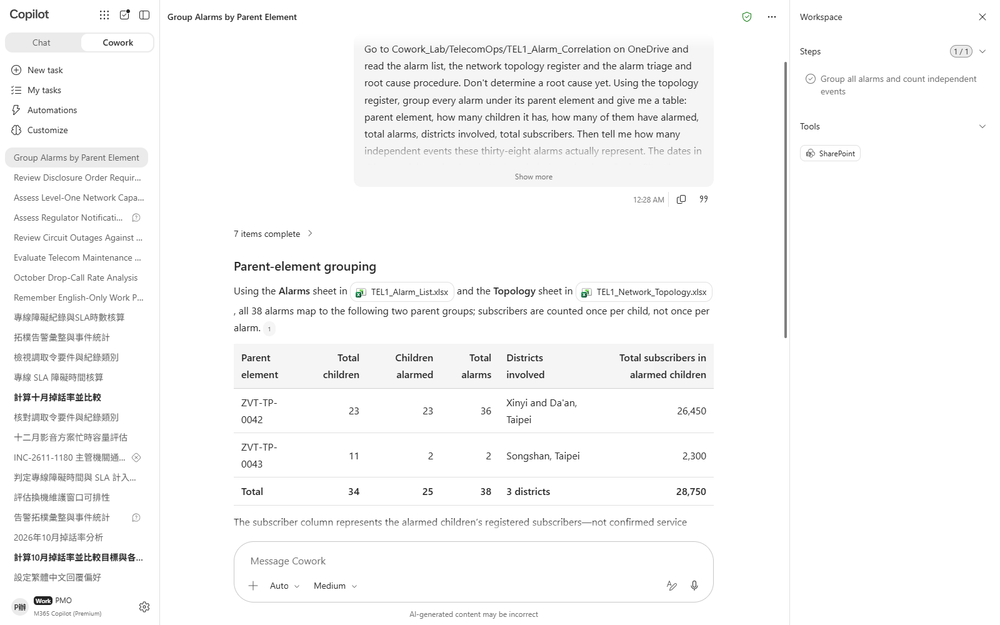 Copilot
Chat
Cowork
New task
My tasks
Automations
Customize
Group Alarms by Parent Element
Review Disclosure Order Requir...
Assess Level-One Network Capa...
Assess Regulator Notificati...
Review Circuit Outages Against ...
Evaluate Telecom Maintenance ...
October Drop-Call Rate Analysis
Remember English-Only Work P...
專線障礙紀錄與SLA時數核算
拓樸告警彙整與事件統計
檢視調取令要件與紀錄類別
專線 SLA 障礙時間核算
計算十月掉話率並比較
核對調取令要件與紀錄類別
十二月影音方案忙時容量評估
INC-2611-1180 主管機關通...
判定專線障礙時間與 SLA 計入...
評估換機維護窗口可排性
告警拓樸彙整與事件統計
2026年10月掉話率分析
計算10月掉話率並比較目標與各...
設定繁體中文回覆偏好
P辦
Work PMO
M365 Copilot (Premium)
Group Alarms by Parent Element
Go to Cowork_Lab/TelecomOps/TEL1_Alarm_Correlation on OneDrive and
read the alarm list, the network topology register and the alarm triage and
root cause procedure. Don't determine a root cause yet. Using the topology
register, group every alarm under its parent element and give me a table:
parent element, how many children it has, how many of them have alarmed,
total alarms, districts involved, total subscribers. Then tell me how many
independent events these thirty-eight alarms actually represent. The dates in
Show more
12:28 AM
7 items complete
Parent-element grouping
Using the Alarms sheet in TEL1_Alarm_List.xlsx and the Topology sheet in TEL1_Network_Topology.xlsx
, all 38 alarms map to the following two parent groups; subscribers are counted once per child, not once per
alarm. 1
Parent element
Total children
Children alarmed
Total alarms
Districts involved
Total subscribers in alarmed children
ZVT-TP-0042
23
23
36
Xinyi and Da'an, Taipei
26,450
ZVT-TP-0043
11
2
2
Songshan, Taipei
2,300
Total
34
25
38
3 districts
28,750
The subscriber column represents the alarmed children's registered subscribers—not confirmed service
Message Cowork
Auto
Medium
AI-generated content may be incorrect
Workspace
Steps
1 / 1
Group all alarms and count independent
events
Tools
SharePoint